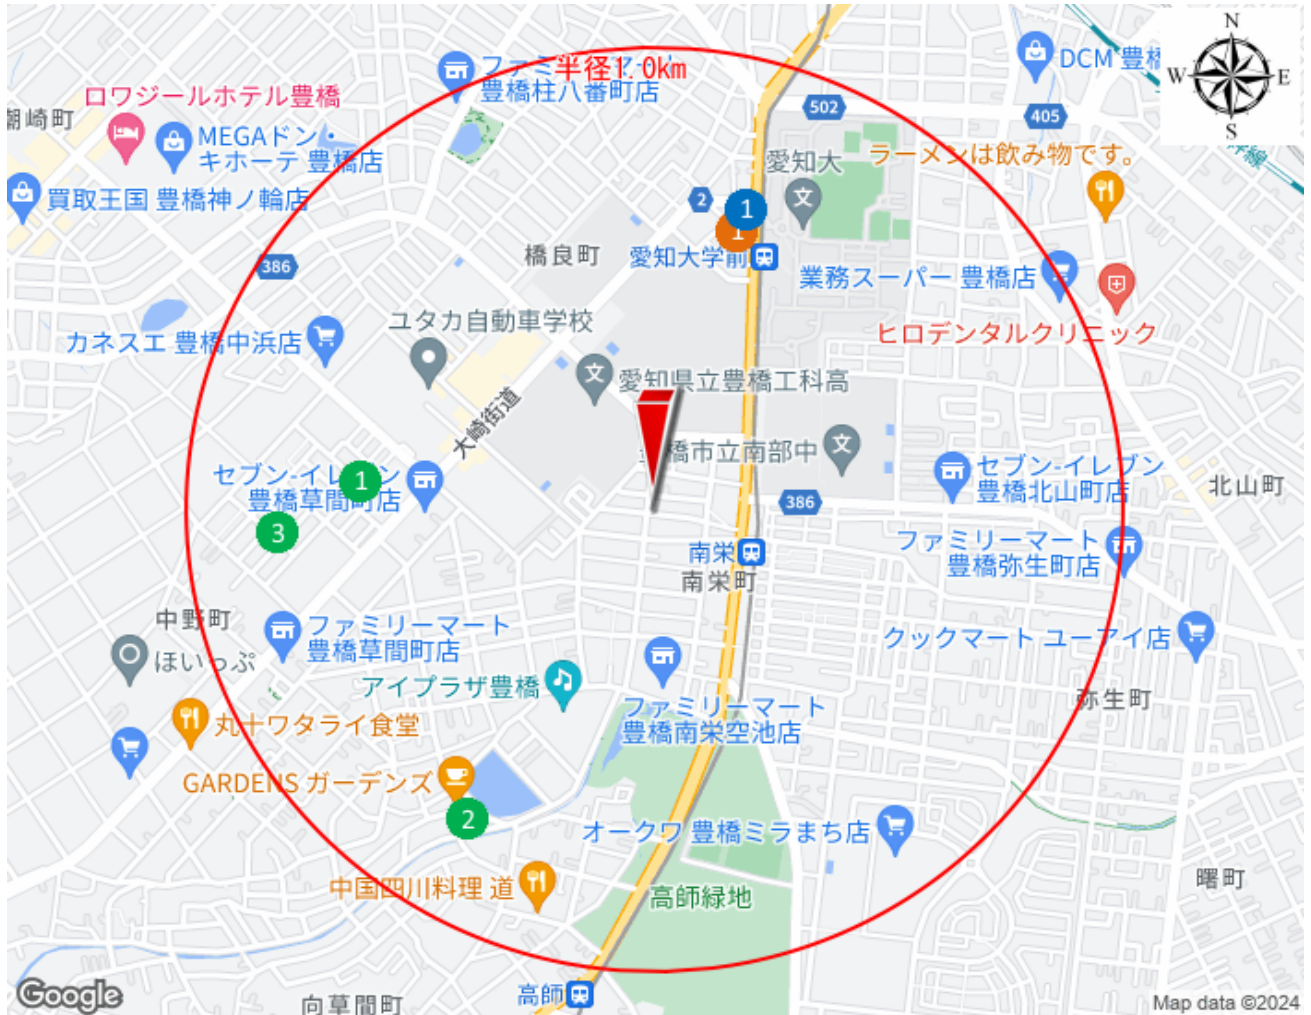 N
W
E
S
半径1.0km
豊橋柱八番町店
DCM 豊橋
ロワジールホテル豊橋
潮崎町
MEGAドン・
キホーテ 豊橋店
買取王国 豊橋神ノ輪店
502
405
愛知大
ラーメンは飲み物です。
2
1
1
橋良町
愛知大学前
386
業務スーパー 豊橋店
ヒロデンタルクリニック
ユタカ自動車学校
カネスエ 豊橋中浜店
愛知県立豊橋工科高
大崎街道
橋市立南部中
セブン-イレブン
豊橋草間町店
1
3
セブン-イレブン
豊橋北山町店
北山町
386
南栄
南栄町
ファミリーマート
豊橋弥生町店
中野町
ほいっぷ
ファミリーマート
豊橋草間町店
クックマート ユーアイ店
アイプラザ豊橋
ファミリーマート
豊橋南栄空池店
弥生町
丸十ワタライ食堂
GARDENS ガーデンズ
2
オークワ 豊橋ミラまち店
中国四川料理 道
高師緑地
曙町
高師
向草間町
Google
Map data ©2024